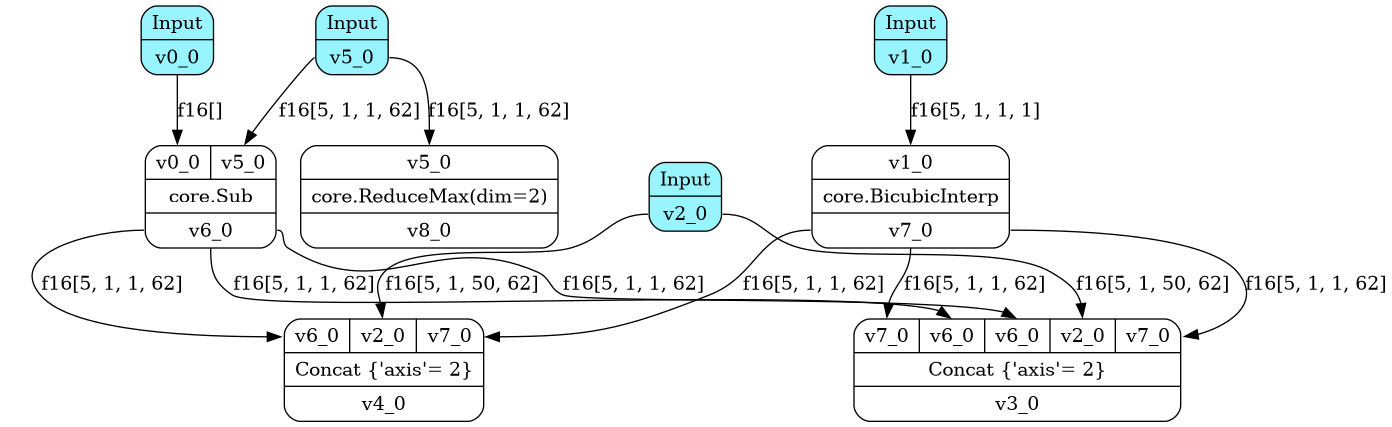 Input
v0_0
Input
v5_0
Input
v1_0
f16[]
f16[5, 1, 1, 62]
f16[5, 1, 1, 62]
f16[5, 1, 1, 1]
v0_0 v5_0
core.Sub
v6_0
v5_0
core.ReduceMax(dim=2)
v8_0
Input
v2_0
v1_0
core.BicubicInterp
v7_0
f16[5, 1, 1, 62]
f16[5, 1, 1, 62]
f16[5, 1, 50, 62]
f16[5, 1, 1, 62]
f16[5, 1, 1, 62]
f16[5, 1, 1, 62]
f16[5, 1, 50, 62]
f16[5, 1, 1, 62]
v6_0 v2_0 v7_0
Concat {'axis'= 2}
v4_0
v7_0 v6_0 v6_0 v2_0 v7_0
Concat {'axis'= 2}
v3_0